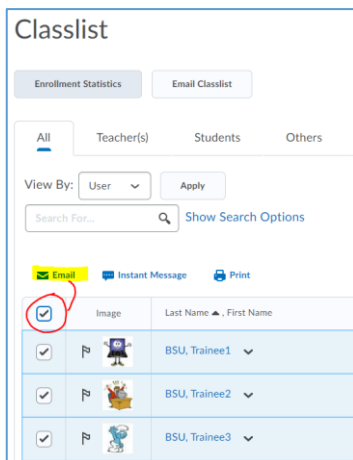 Classlist
Enrollment Statistics Email Classlist
All Teacher(s) Students Others
View By: User Apply
Search For... Show Search Options
Email Instant Message Print
Image Last Name ▲ , First Name
BSU, Trainee1
BSU, Trainee2
BSU, Trainee3